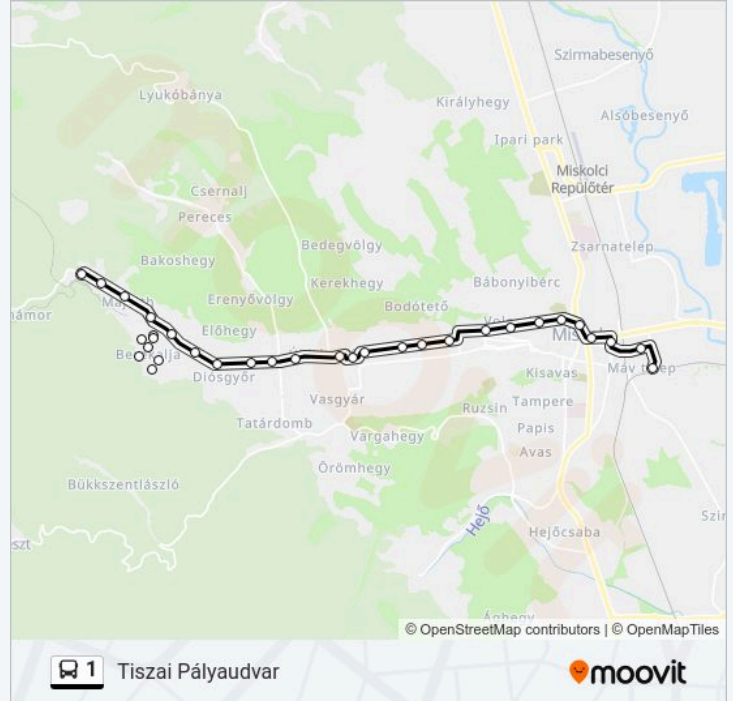 Szirmabesenyő
Lyukóbánya
Királyhegy
Alsóbesenyő
Ipari park
Miskolci
Repülőtér
Csernalj
Pereces
Bedegvölgy
Zsarnatelep
Bakoshegy
Kerekhegy
Bábonyibérc
Erenyővölgy
Bodótető
Előhegy
Diósgyőr
Kisavas
Máv telep
Vasgyár
Ruzsin
Tampere
Tatárdomb
Papis
Vargahegy
Avas
Örömhegy
Bükkszentlászló
Hejő
Hejőcsaba
© OpenStreetMap contributors | © OpenMapTiles
1 Tiszai Pályaudvar
moovit